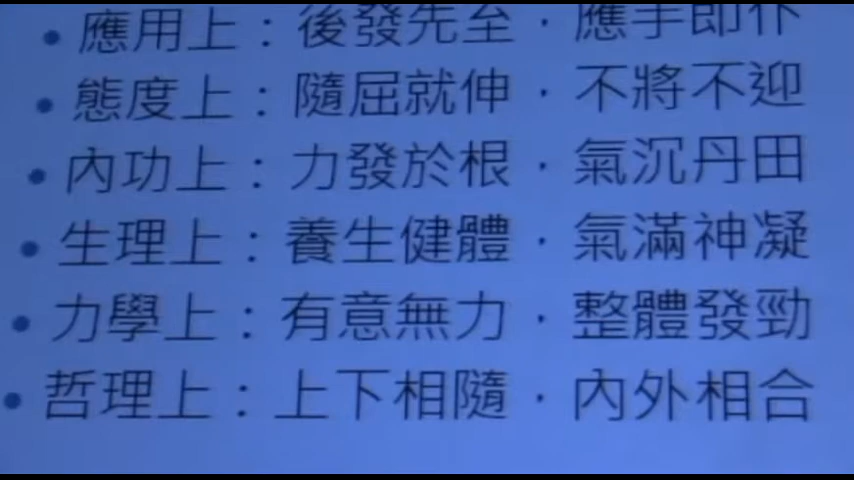 • 應用上：後發先至．應手即仆
• 態度上：隨屈就伸．不將不迎
• 內功上：力發於根．氣沉丹田
• 生理上：養生健體．氣滿神凝
• 力學上：有意無力．整體發勁
• 哲理上：上下相隨．內外相合